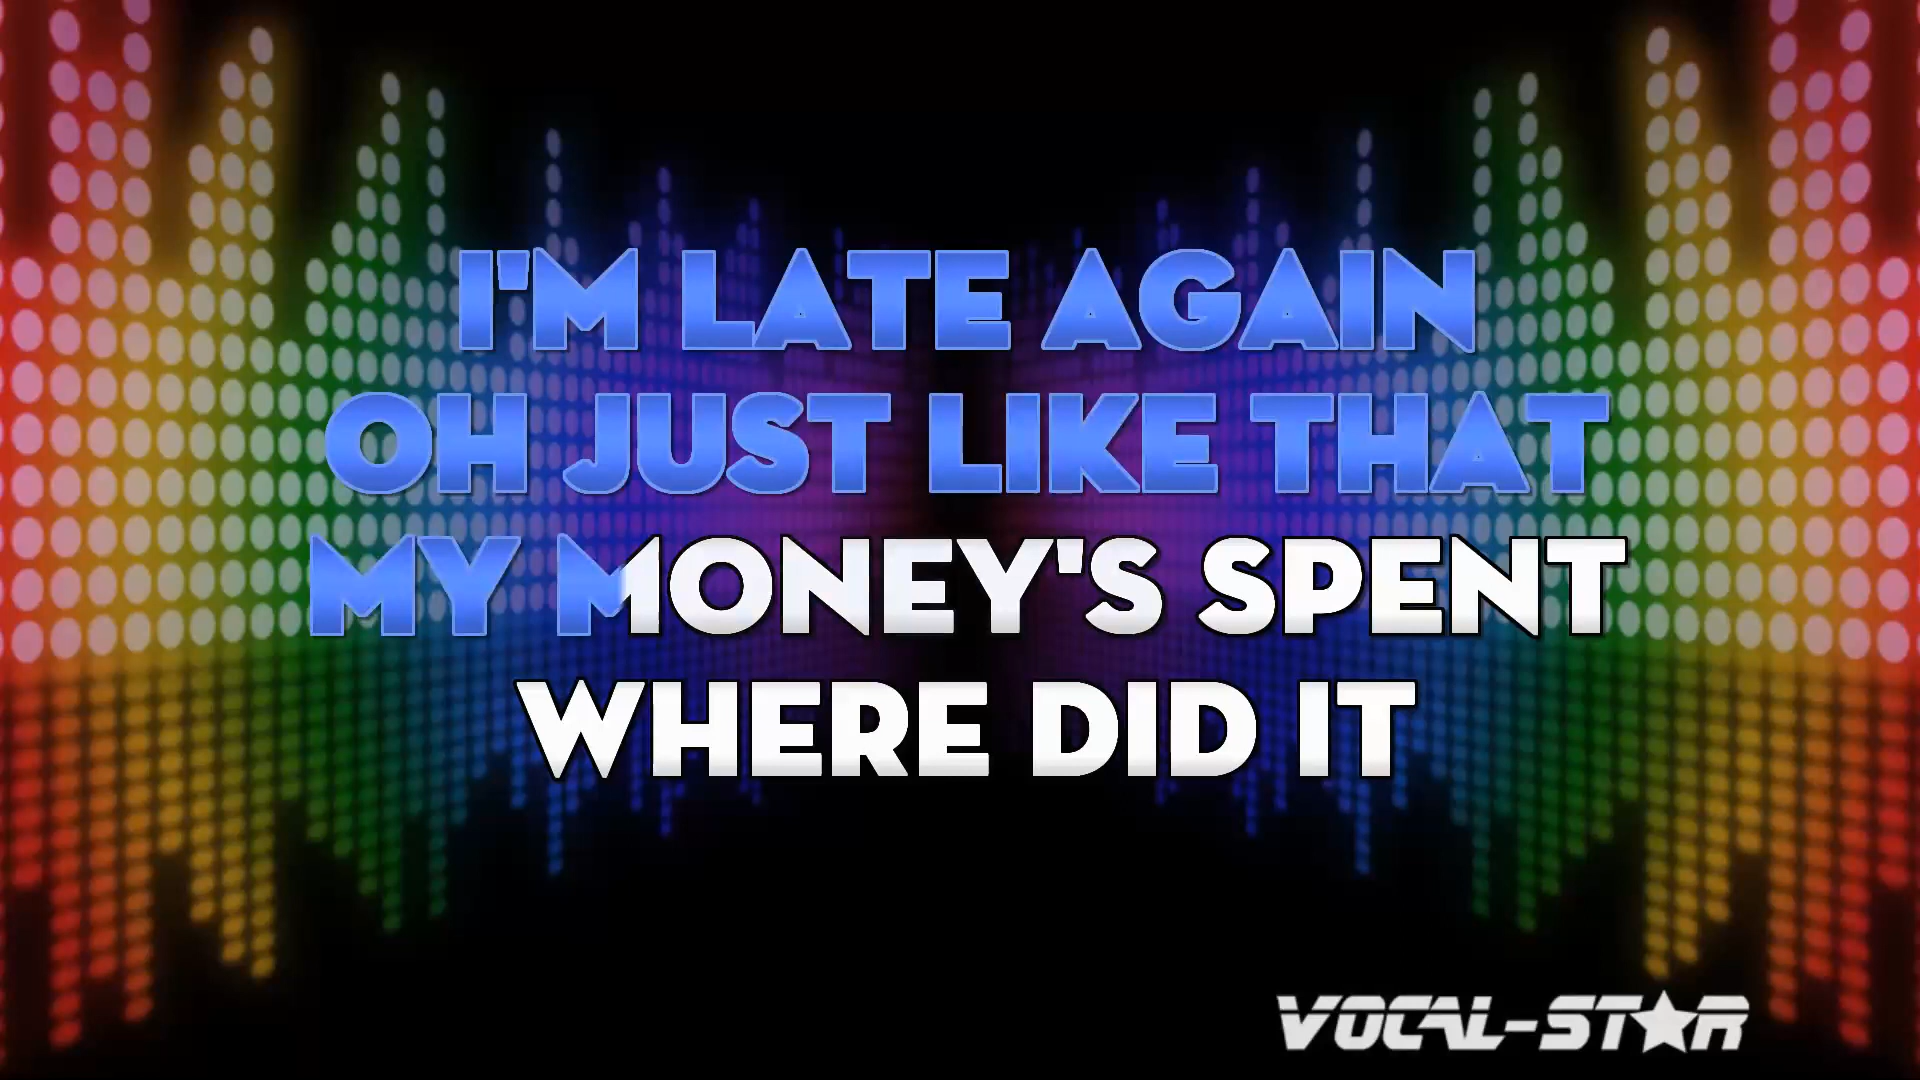 I'M LATE AGAIN
OH JUST LIKE THAT
MY MONEY'S SPENT
WHERE DID IT
VOCAL-STAR